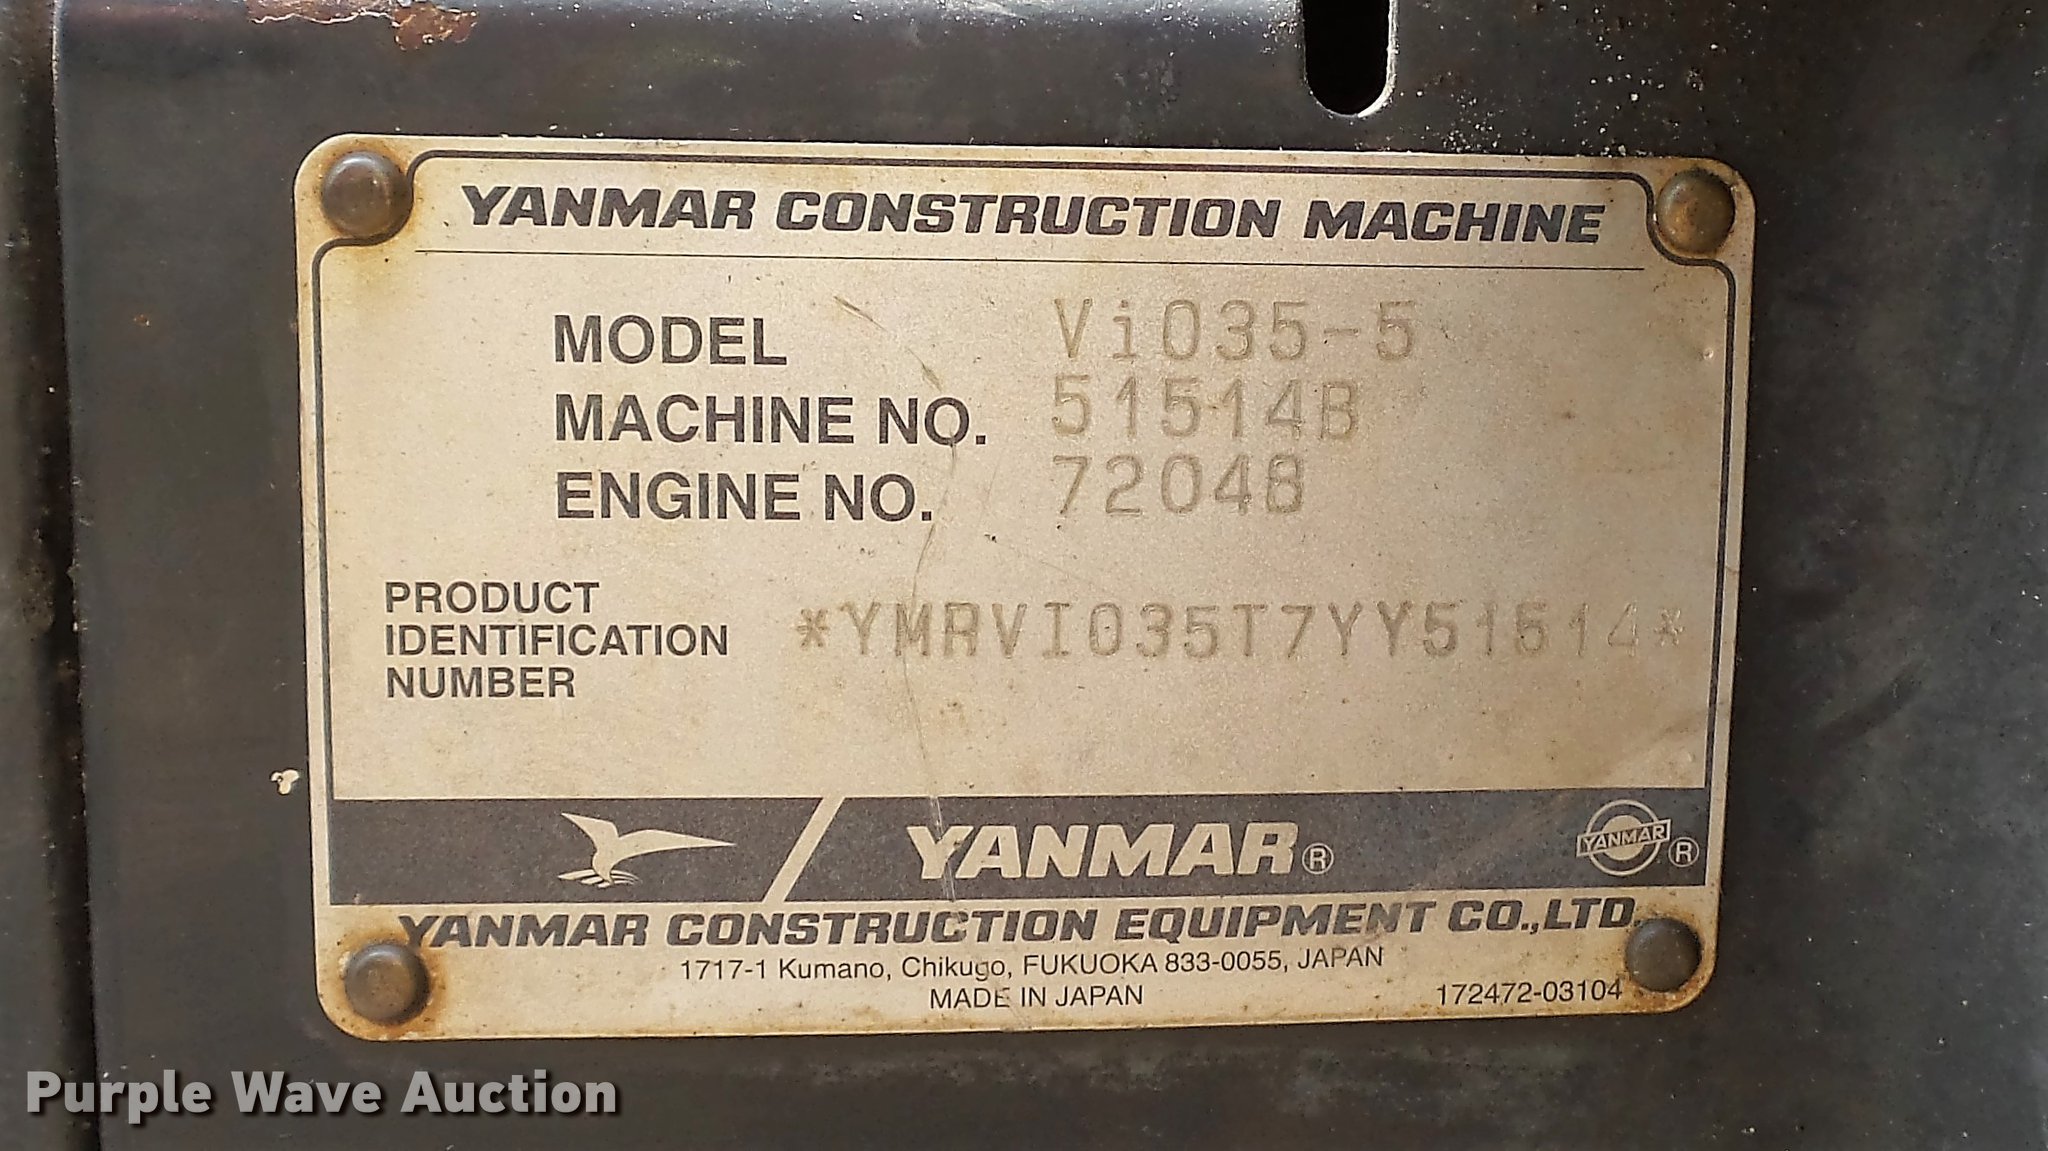 YANMAR CONSTRUCTION MACHINE
MODEL ViO35-5
MACHINE NO. 51514B
ENGINE NO. 72048
PRODUCT
IDENTIFICATION *YMRVI035T7YY51514*
NUMBER
YANMAR® YANMAR ®
YANMAR CONSTRUCTION EQUIPMENT CO.,LTD.
1717-1 Kumano, Chikugo, FUKUOKA 833-0055, JAPAN
MADE IN JAPAN 172472-03104
Purple Wave Auction